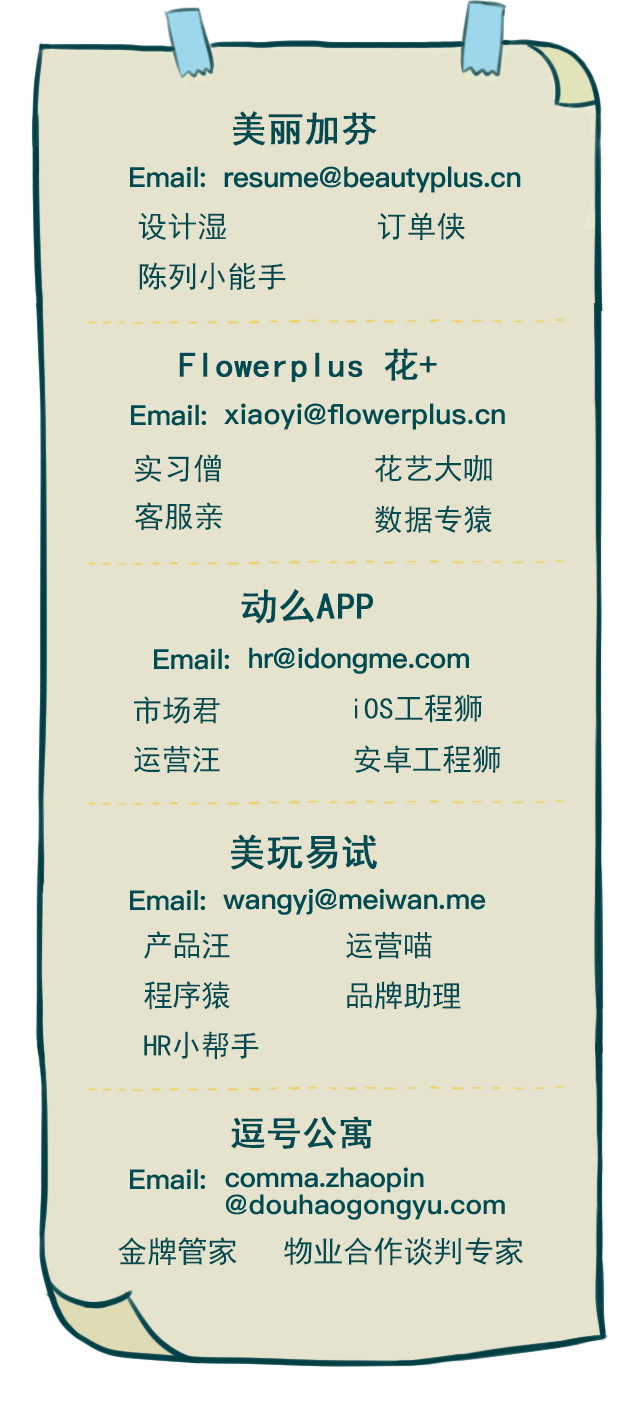 美丽加芬
Email: resume@beautyplus.cn
设计湿 订单侠
陈列小能手
Flowerplus 花+
Email: xiaoyi@flowerplus.cn
实习僧 花艺大咖
客服亲 数据专猿
动么APP
Email: hr@idongme.com
市场君 iOS工程狮
运营汪 安卓工程狮
美玩易试
Email: wangyj@meiwan.me
产品汪 运营喵
程序猿 品牌助理
HR小帮手
逗号公寓
Email: comma.zhaopin
@douhaogongyu.com
金牌管家 物业合作谈判专家